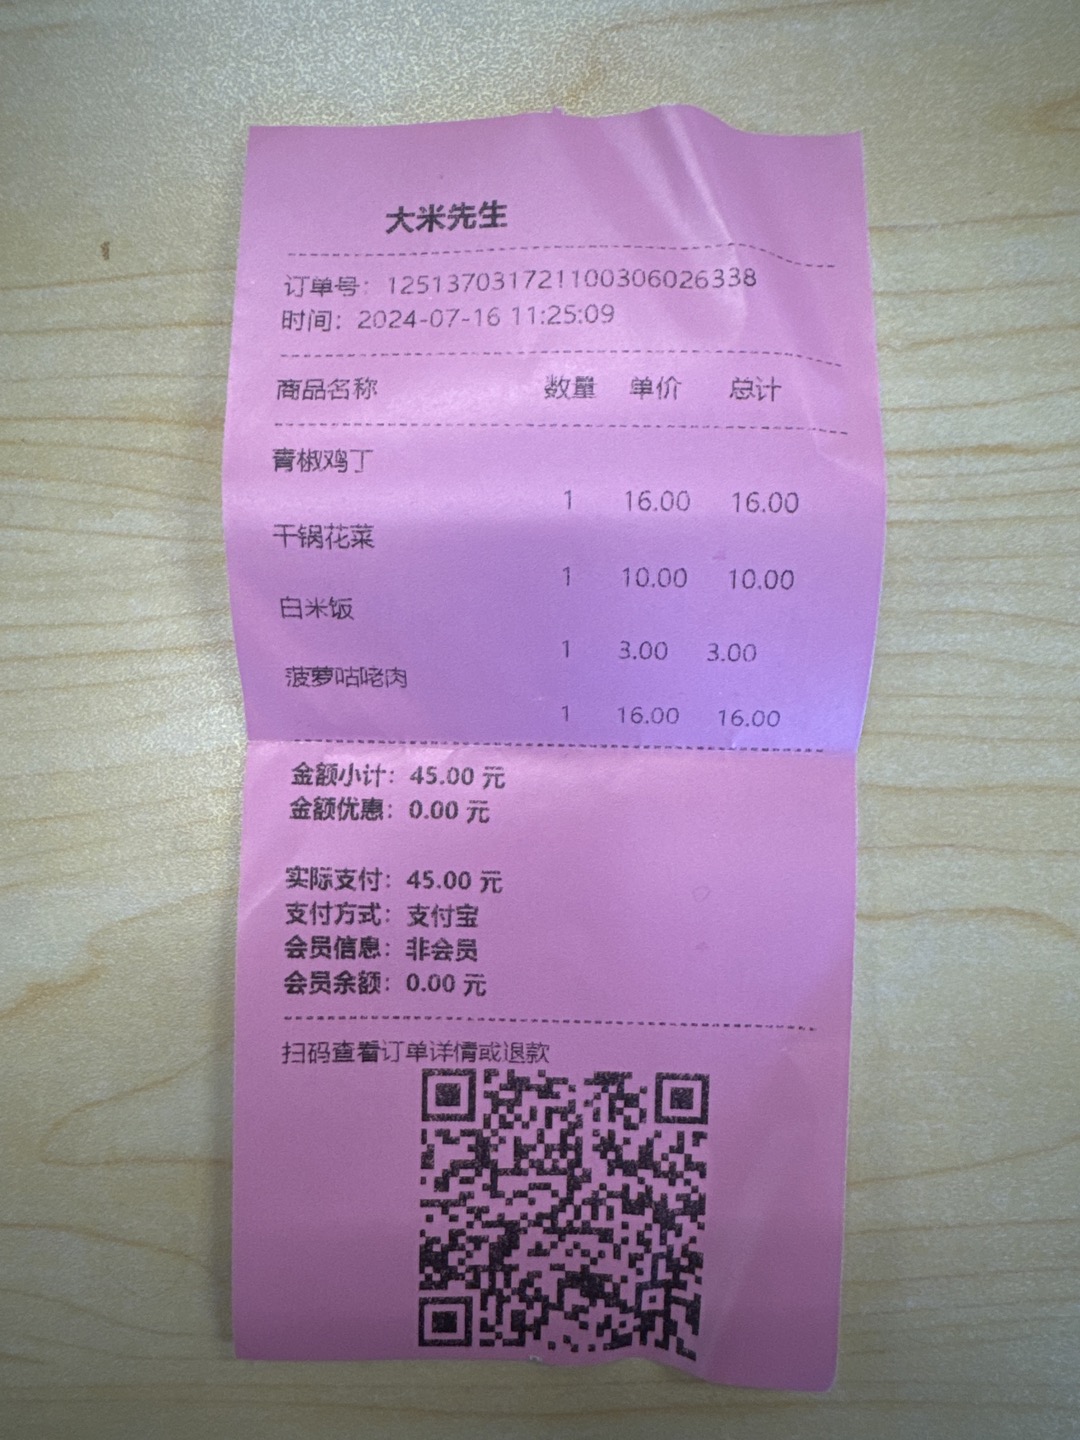 大米先生
订单号：1251370317211003060​26338
时间：2024-07-16 11:25:09
商品名称 数量 单价 总计
青椒鸡丁
1 16.00 16.00
干锅花菜
1 10.00 10.00
白米饭
1 3.00 3.00
菠萝咕咾肉
1 16.00 16.00
金额小计：45.00 元
金额优惠：0.00 元
实际支付：45.00 元
支付方式：支付宝
会员信息：非会员
会员余额：0.00 元
扫码查看订单详情或退款